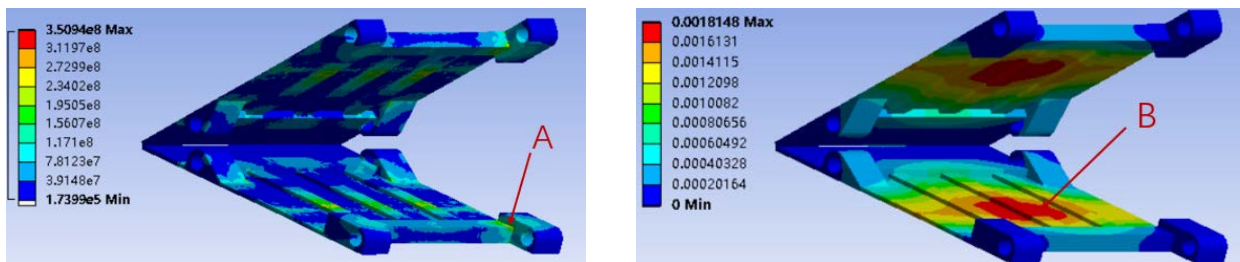 3.5094e8 Max
3.1197e8
2.7299e8
2.3402e8
1.9505e8
1.5607e8
1.171e8
7.8123e7
3.9148e7
1.7399e5 Min
A
0.0018148 Max
0.0016131
0.0014115
0.0012098
0.0010082
0.00080656
0.00060492
0.00040328
0.00020164
0 Min
B